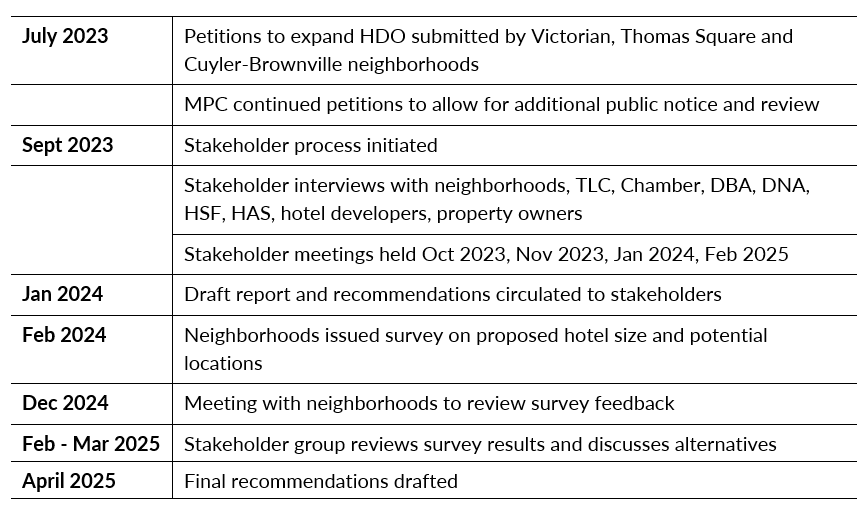 July 2023
Petitions to expand HDO submitted by Victorian, Thomas Square and
Cuyler-Brownville neighborhoods
MPC continued petitions to allow for additional public notice and review
Sept 2023
Stakeholder process initiated
Stakeholder interviews with neighborhoods, TLC, Chamber, DBA, DNA,
HSF, HAS, hotel developers, property owners
Stakeholder meetings held Oct 2023, Nov 2023, Jan 2024, Feb 2025
Jan 2024
Draft report and recommendations circulated to stakeholders
Feb 2024
Neighborhoods issued survey on proposed hotel size and potential
locations
Dec 2024
Meeting with neighborhoods to review survey feedback
Feb - Mar 2025
Stakeholder group reviews survey results and discusses alternatives
April 2025
Final recommendations drafted